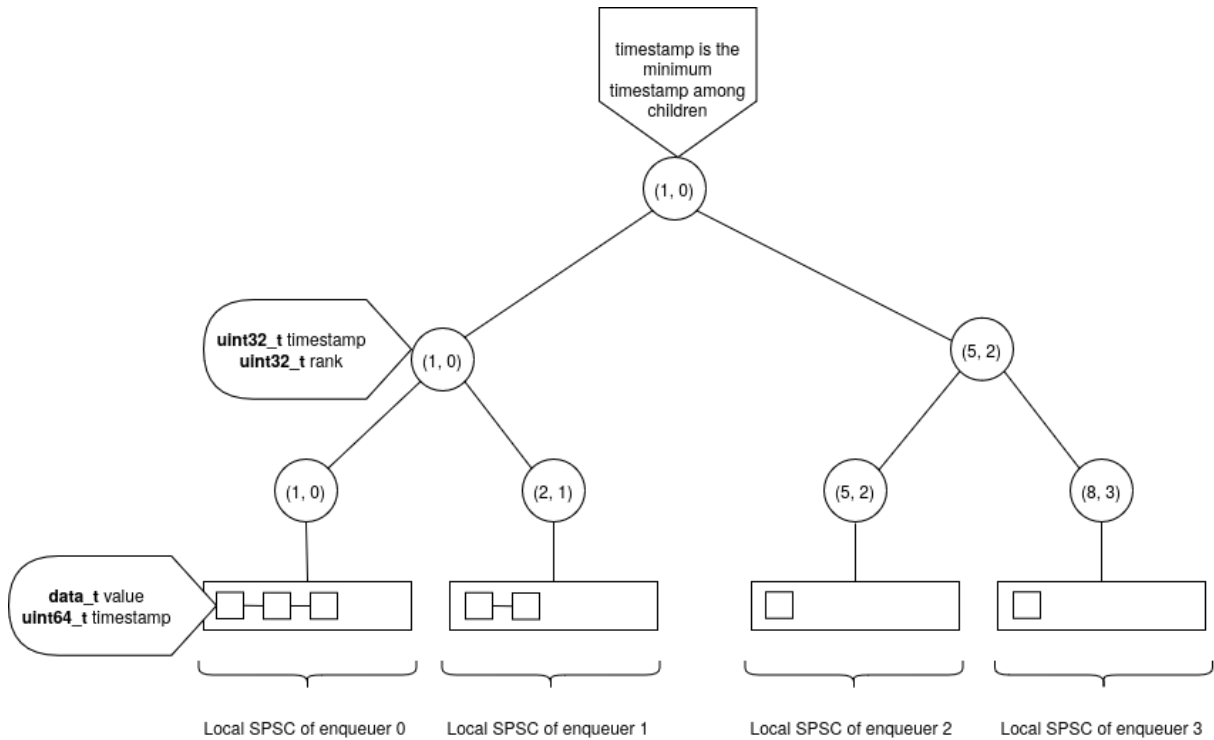 timestamp is the
minimum
timestamp among
children
(1, 0)
uint32_t timestamp
uint32_t rank
(1, 0)
(5, 2)
(1, 0)
(2, 1)
(5, 2)
(8, 3)
data_t value
uint64_t timestamp
Local SPSC of enqueuer 0
Local SPSC of enqueuer 1
Local SPSC of enqueuer 2
Local SPSC of enqueuer 3